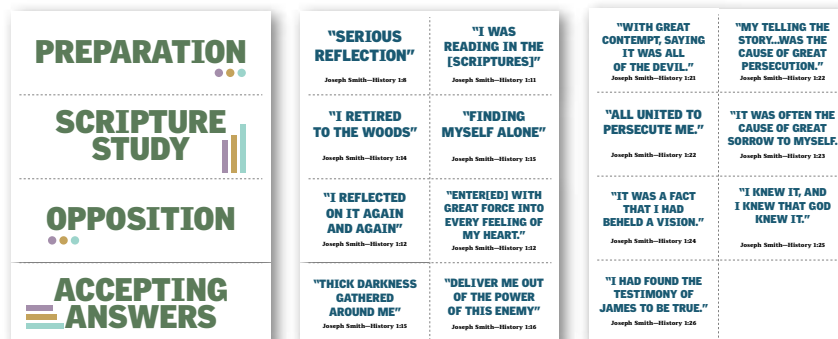 PREPARATION
SCRIPTURE
STUDY
OPPOSITION
ACCEPTING
ANSWERS
"SERIOUS
REFLECTION"
Joseph Smith—History 1:8
"I WAS
READING IN THE
[SCRIPTURES]"
Joseph Smith—History 1:11
"I RETIRED
TO THE WOODS"
Joseph Smith—History 1:14
"FINDING
MYSELF ALONE"
Joseph Smith—History 1:15
"I REFLECTED
ON IT AGAIN
AND AGAIN"
Joseph Smith—History 1:12
"ENTER[ED] WITH
GREAT FORCE INTO
EVERY FEELING OF
MY HEART."
Joseph Smith—History 1:12
"THICK DARKNESS
GATHERED
AROUND ME"
Joseph Smith—History 1:15
"DELIVER ME OUT
OF THE POWER
OF THIS ENEMY"
Joseph Smith—History 1:16
"WITH GREAT
CONTEMPT, SAYING
IT WAS ALL
OF THE DEVIL."
Joseph Smith—History 1:21
"MY TELLING THE
STORY...WAS THE
CAUSE OF GREAT
PERSECUTION."
Joseph Smith—History 1:22
"ALL UNITED TO
PERSECUTE ME."
Joseph Smith—History 1:22
"IT WAS OFTEN THE
CAUSE OF GREAT
SORROW TO MYSELF.
Joseph Smith—History 1:23
"IT WAS A FACT
THAT I HAD
BEHELD A VISION."
Joseph Smith—History 1:24
"I KNEW IT, AND
I KNEW THAT GOD
KNEW IT."
Joseph Smith—History 1:25
"I HAD FOUND THE
TESTIMONY OF
JAMES TO BE TRUE."
Joseph Smith—History 1:26